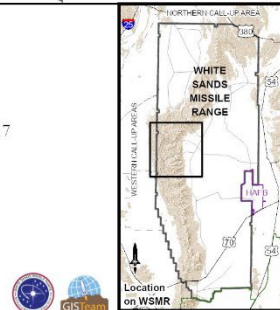 NORTHERN CALL-UP AREA
25
380
WHITE
SANDS
MISSILE
RANGE
54
7
WESTERN CALL-UP AREAS
HAFB
70
54
Location
on WSMR
GISTeam